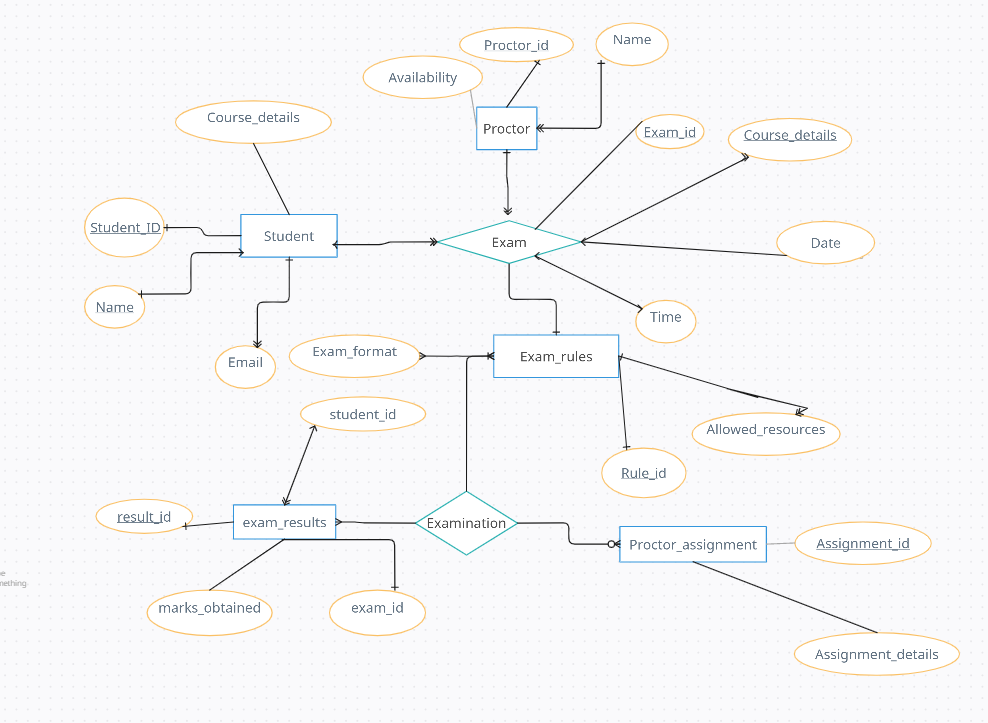 Proctor_id
Name
Availability
Course_details
Proctor
Exam_id
Course_details
Student_ID
Student
Exam
Date
Name
Time
Email
Exam_format
Exam_rules
student_id
Allowed_resources
Rule_id
result_id
exam_results
Examination
Proctor_assignment
Assignment_id
marks_obtained
exam_id
Assignment_details